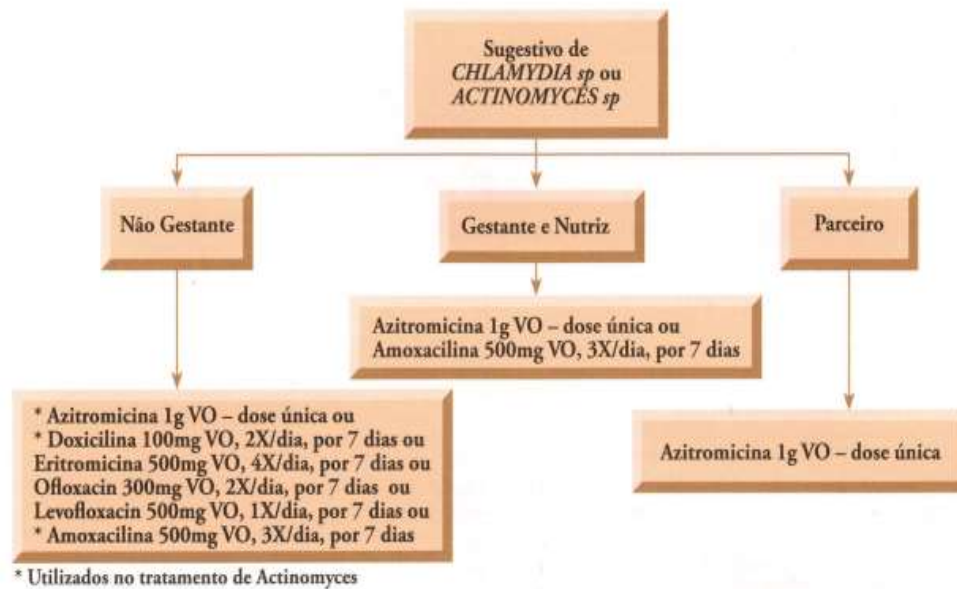 Sugestivo de
CHLAMYDIA sp ou
ACTINOMYCES sp
Não Gestante
Gestante e Nutriz
Parceiro
Azitromicina 1g VO – dose única ou
Amoxacilina 500mg VO, 3X/dia, por 7 dias
* Azitromicina 1g VO – dose única ou
* Doxicilina 100mg VO, 2X/dia, por 7 dias ou
Eritromicina 500mg VO, 4X/dia, por 7 dias ou
Ofloxacin 300mg VO, 2X/dia, por 7 dias ou
Levofloxacin 500mg VO, 1X/dia, por 7 dias ou
* Amoxacilina 500mg VO, 3X/dia, por 7 dias
Azitromicina 1g VO – dose única
* Utilizados no tratamento de Actinomyces